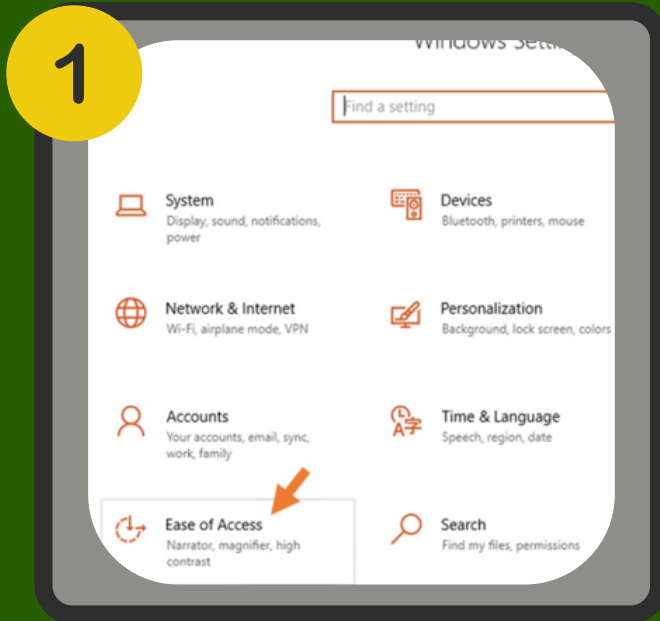 1
Windows
Find a setting
System
Display, sound, notifications,
power
Devices
Bluetooth, printers, mouse
Network & Internet
Wi-Fi, airplane mode, VPN
Personalization
Background, lock screen, colors
Accounts
Your accounts, email, sync,
work, family
Time & Language
Speech, region, date
Ease of Access
Narrator, magnifier, high
contrast
Search
Find my files, permissions